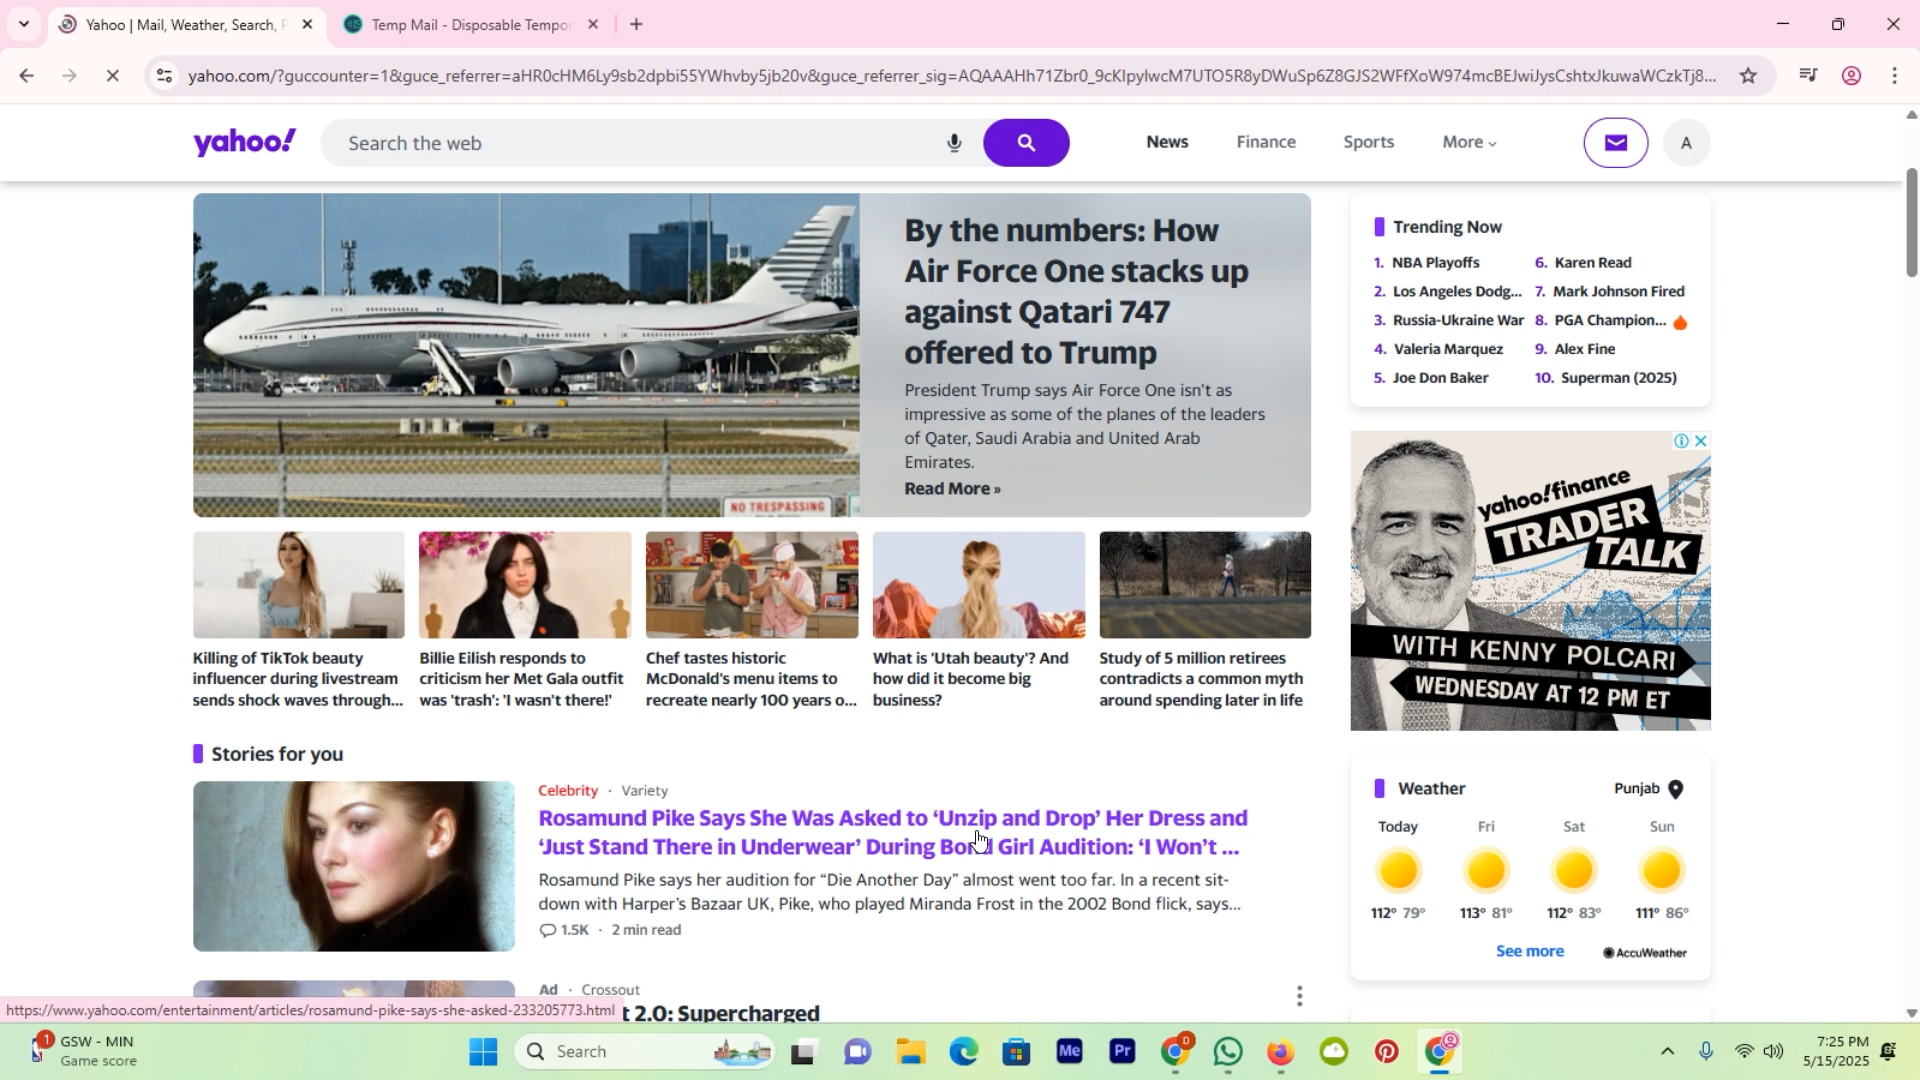 Yahoo | Mail, Weather, Search,
Temp Mail - Disposable Tempor
yahoo.com/?guccounter=1&guce_referrer=aHR0cHM6Ly9sb2dpbi55YWhvby5jb20v&guce_referrer_sig=AQAAAHh71Zbr0_9cKIpylwcM7UTO5R8yDWuSp6Z8GJS2WFfXoW974mcBEJwiJysCshtxJkuwaWCzkTj8...
yahoo!
Search the web
News
Finance
Sports
More
A
By the numbers: How
Air Force One stacks up
against Qatari 747
offered to Trump
President Trump says Air Force One isn't as
impressive as some of the planes of the leaders
of Qater, Saudi Arabia and United Arab
Emirates.
Read More »
NO TRESPASSING
Killing of TikTok beauty
influencer during livestream
sends shock waves through...
Billie Eilish responds to
criticism her Met Gala outfit
was 'trash': 'I wasn't there!'
Chef tastes historic
McDonald's menu items to
recreate nearly 100 years o...
What is 'Utah beauty'? And
how did it become big
business?
Study of 5 million retirees
contradicts a common myth
around spending later in life
Trending Now
1. NBA Playoffs
2. Los Angeles Dodg...
3. Russia-Ukraine War
4. Valeria Marquez
5. Joe Don Baker
6. Karen Read
7. Mark Johnson Fired
8. PGA Champion...
9. Alex Fine
10. Superman (2025)
yahoo!finance
TRADER
TALK
WITH KENNY POLCARI
WEDNESDAY AT 12 PM ET
Stories for you
Celebrity · Variety
Rosamund Pike Says She Was Asked to ‘Unzip and Drop’ Her Dress and
‘Just Stand There in Underwear’ During Bond Girl Audition: ‘I Won’t ...
Rosamund Pike says her audition for “Die Another Day” almost went too far. In a recent sit-
down with Harper’s Bazaar UK, Pike, who played Miranda Frost in the 2002 Bond flick, says...
1.5K · 2 min read
Weather
Punjab
Today Fri Sat Sun
112° 79° 113° 81° 112° 83° 111° 86°
See more
AccuWeather
Ad · Crossout
t 2.0: Supercharged
https://www.yahoo.com/entertainment/articles/rosamund-pike-says-she-asked-233205773.html
1
GSW - MIN
Game score
Search
Me
Pr
D
7:25 PM
5/15/2025